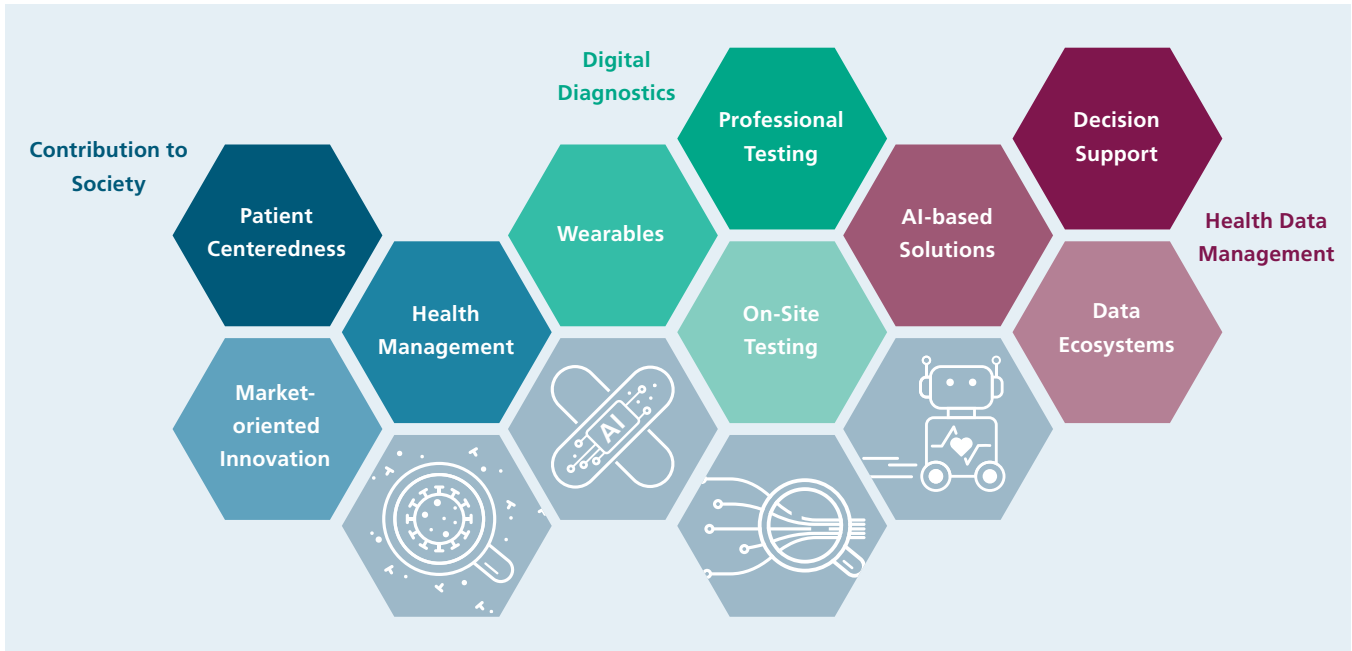 Contribution to
Society
Patient
Centeredness
Health
Management
Market-
oriented
Innovation
Digital
Diagnostics
Wearables
Professional
Testing
On-Site
Testing
AI
AI-based
Solutions
Decision
Support
Health Data
Management
Data
Ecosystems